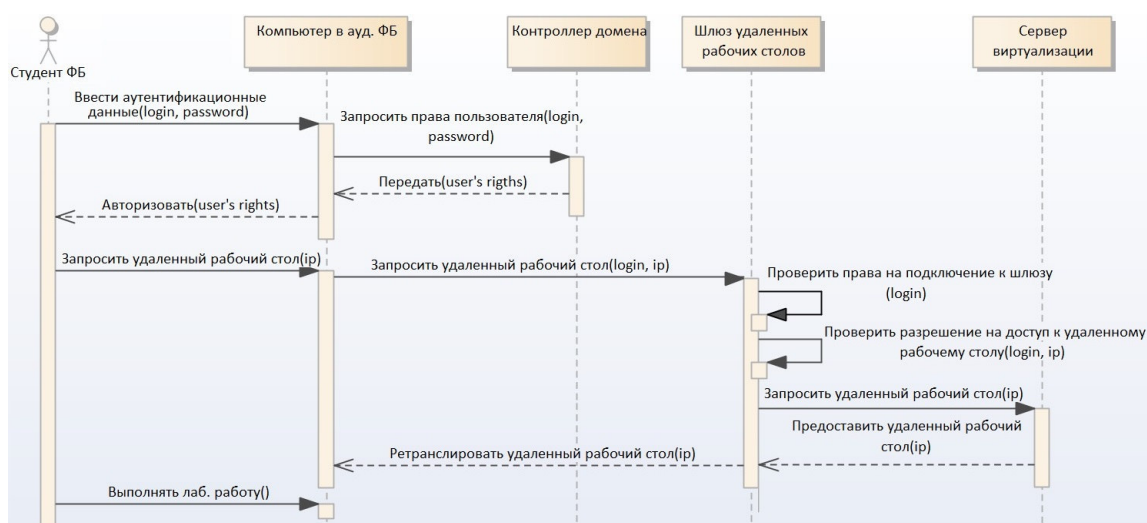 Студент ФБ
Компьютер в ауд. ФБ
Контроллер домена
Шлюз удаленных
рабочих столов
Сервер
виртуализации
Ввести аутентификационные
данные(login, password)
Запросить права пользователя(login,
password)
Передать(user's rigths)
Авторизовать(user's rights)
Запросить удаленный рабочий стол(ip)
Запросить удаленный рабочий стол(login, ip)
Проверить права на подключение к шлюзу
(login)
Проверить разрешение на доступ к удаленному
рабочему столу(login, ip)
Запросить удаленный рабочий стол(ip)
Предоставить удаленный рабочий
стол(ip)
Ретранслировать удаленный рабочий стол(ip)
Выполнять лаб. работу()